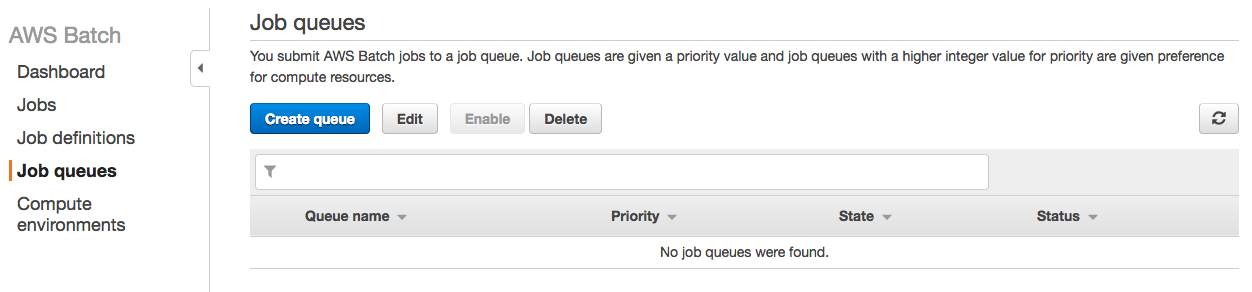 AWS Batch
Dashboard
Jobs
Job definitions
Job queues
Compute
environments
Job queues
You submit AWS Batch jobs to a job queue. Job queues are given a priority value and job queues with a higher integer value for priority are given preference
for compute resources.
Create queue Edit Enable Delete
Queue name Priority State Status
No job queues were found.